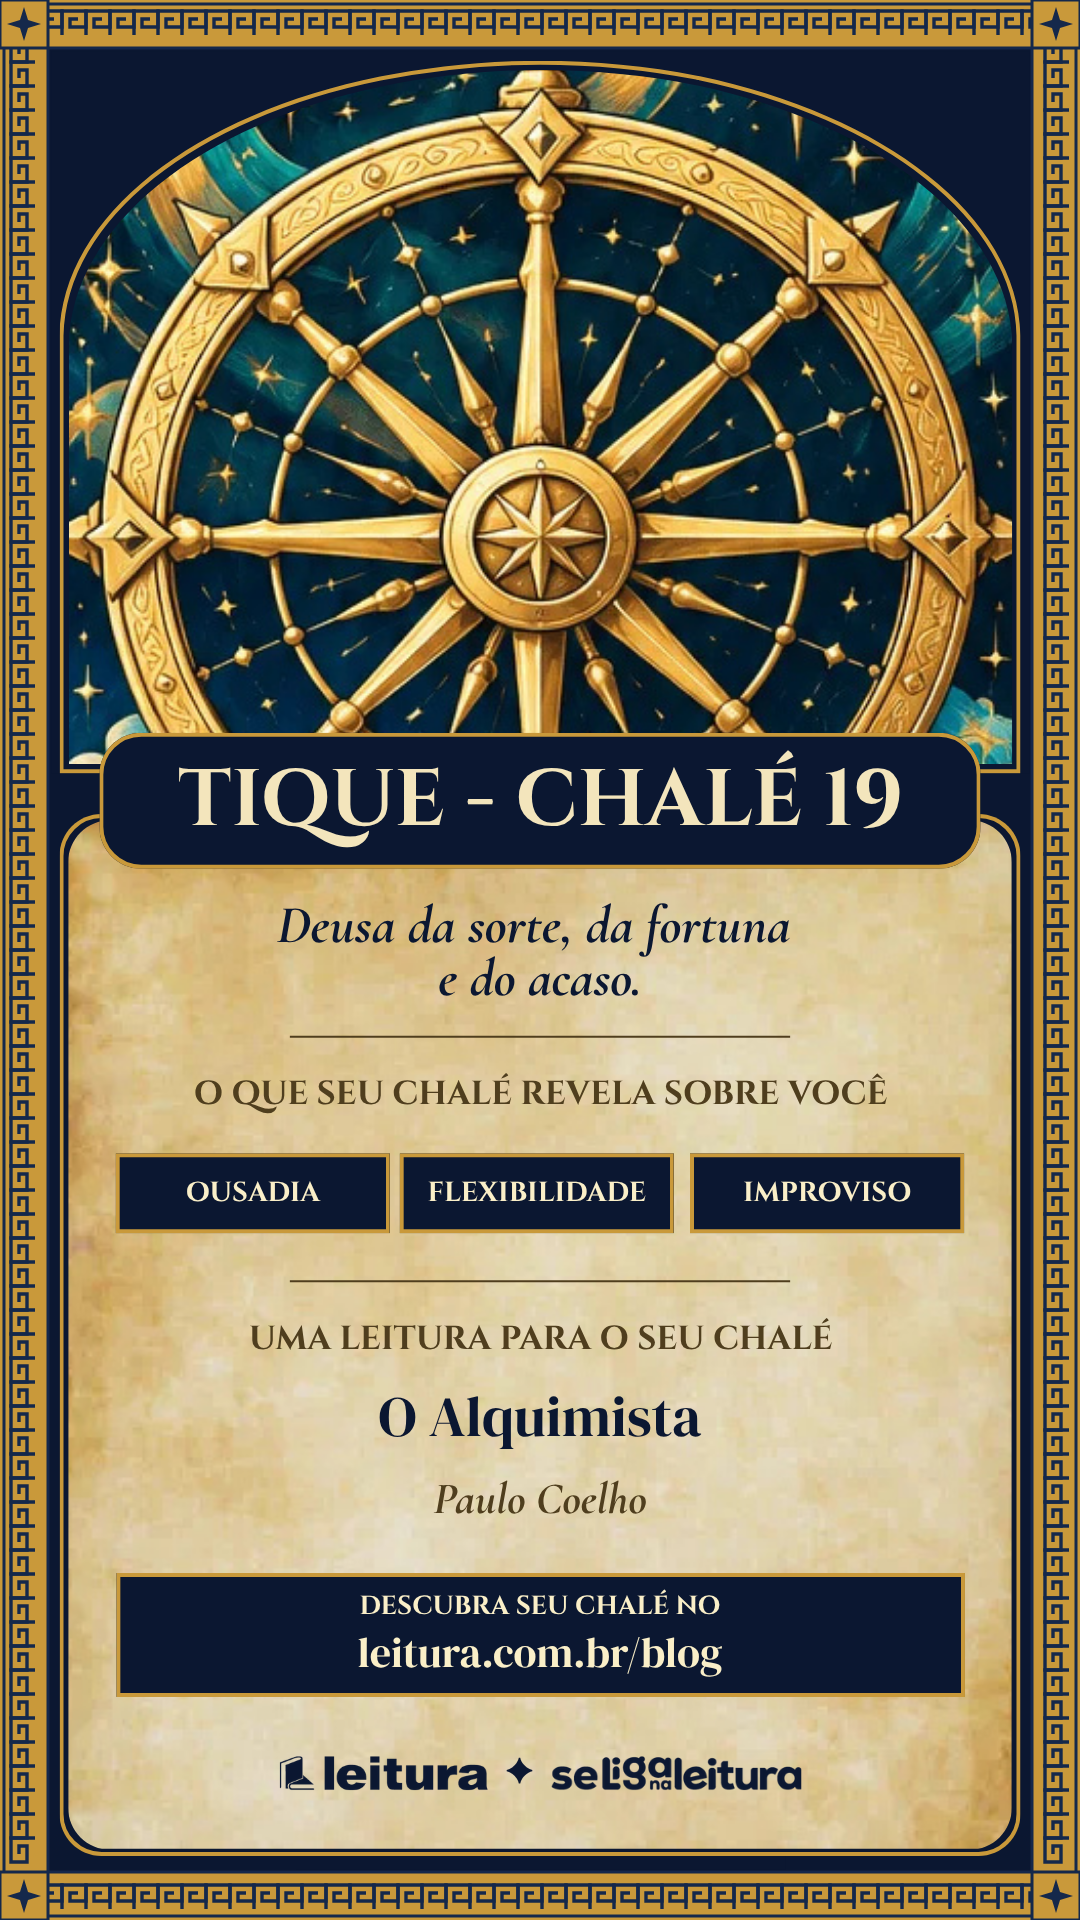 TIQUE - CHALÉ 19
Deusa da sorte, da fortuna
e do acaso.
O QUE SEU CHALÉ REVELA SOBRE VOCÊ
OUSADIA
FLEXIBILIDADE
IMPROVISO
UMA LEITURA PARA O SEU CHALÉ
O Alquimista
Paulo Coelho
DESCUBRA SEU CHALÉ NO
leitura.com.br/blog
leitura seliganaleitura